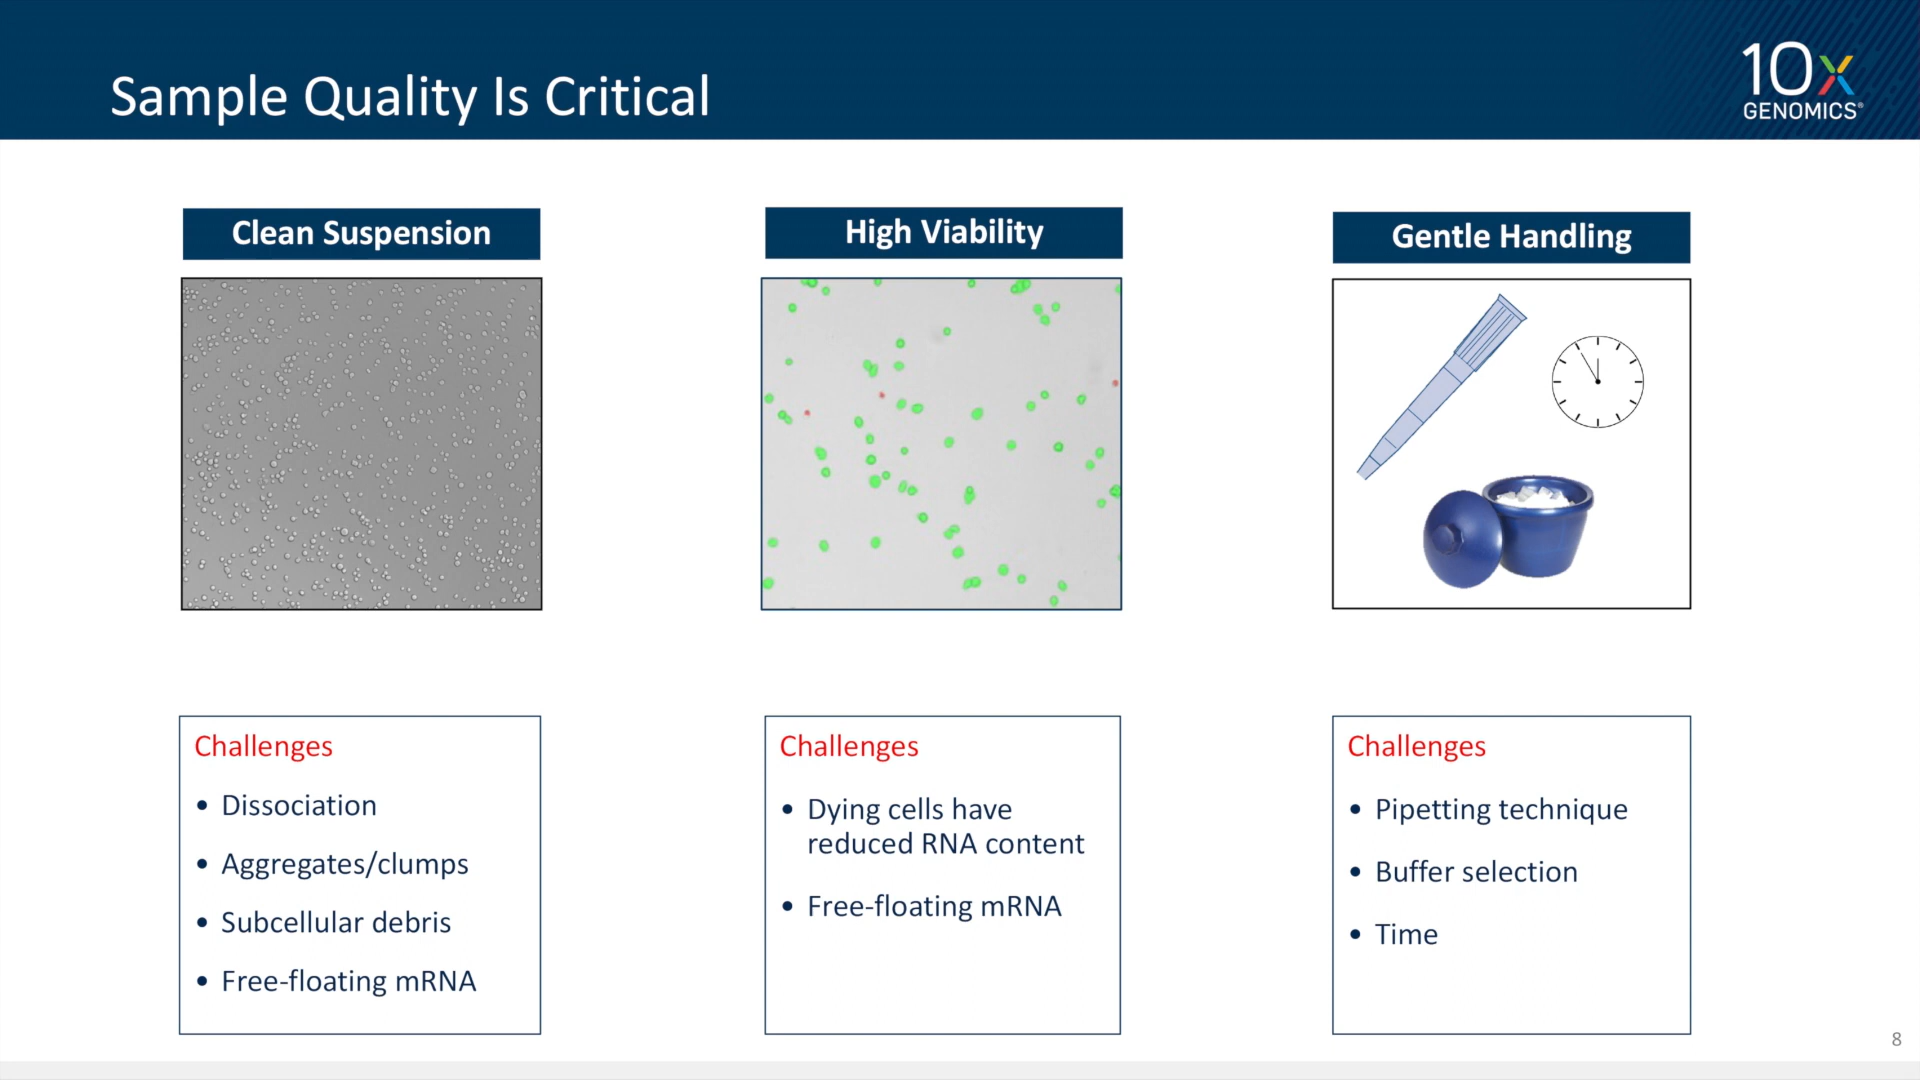 Sample Quality Is Critical
10x
GENOMICS®
Clean Suspension
High Viability
Gentle Handling
Challenges
• Dissociation
• Aggregates/clumps
• Subcellular debris
• Free-floating mRNA
Challenges
• Dying cells have
reduced RNA content
• Free-floating mRNA
Challenges
• Pipetting technique
• Buffer selection
• Time
8